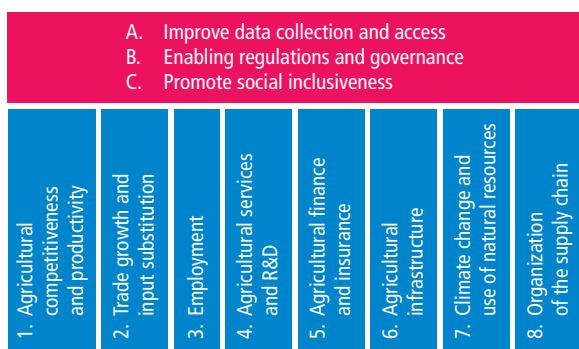 A. Improve data collection and access
B. Enabling regulations and governance
C. Promote social inclusiveness
1. Agricultural
competitiveness
and productivity
2. Trade growth and
input substitution
3. Employment
4. Agricultural services
and R&D
5. Agricultural finance
and insurance
6. Agricultural
infrastructure
7. Climate change and
use of natural resources
8. Organization
of the supply chain